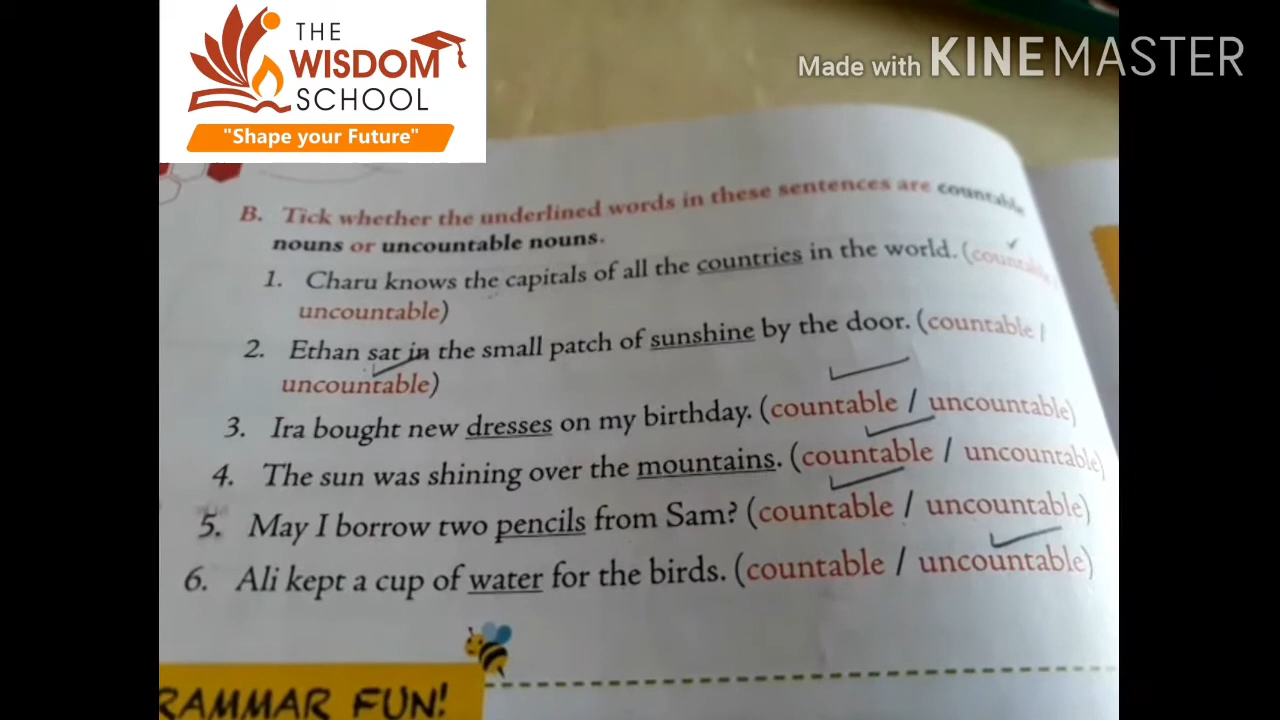 THE
WISDOM
SCHOOL
"Shape your Future"
Made with KINEMASTER
B. Tick whether the underlined words in these sentences are countable
nouns or uncountable nouns.
1. Charu knows the capitals of all the countries in the world. (countable
uncountable)
2. Ethan sat in the small patch of sunshine by the door. (countable /
uncountable)
3. Ira bought new dresses on my birthday. (countable / uncountable)
4. The sun was shining over the mountains. (countable / uncountable)
5. May I borrow two pencils from Sam? (countable / uncountable)
6. Ali kept a cup of water for the birds. (countable / uncountable)
RAMMAR FUN!